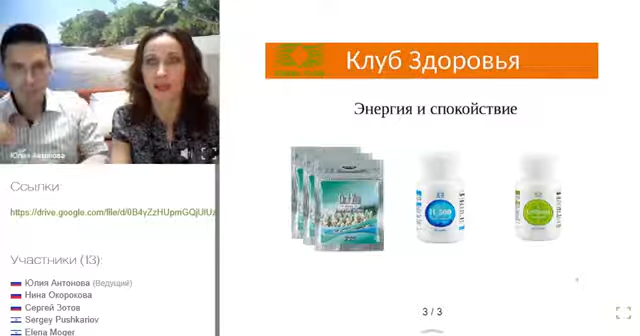 Юлия Антонова
Ссылки:
https://drive.google.com/file/d/0B4yZzHUpmGQjUlUz
Участники (13):
Юлия Антонова (Ведущий)
Нина Окорокова
Сергей Зотов
Sergey Pushkariov
Elena Moger
Клуб Здоровья
Энергия и спокойствие
H-500
3 / 3